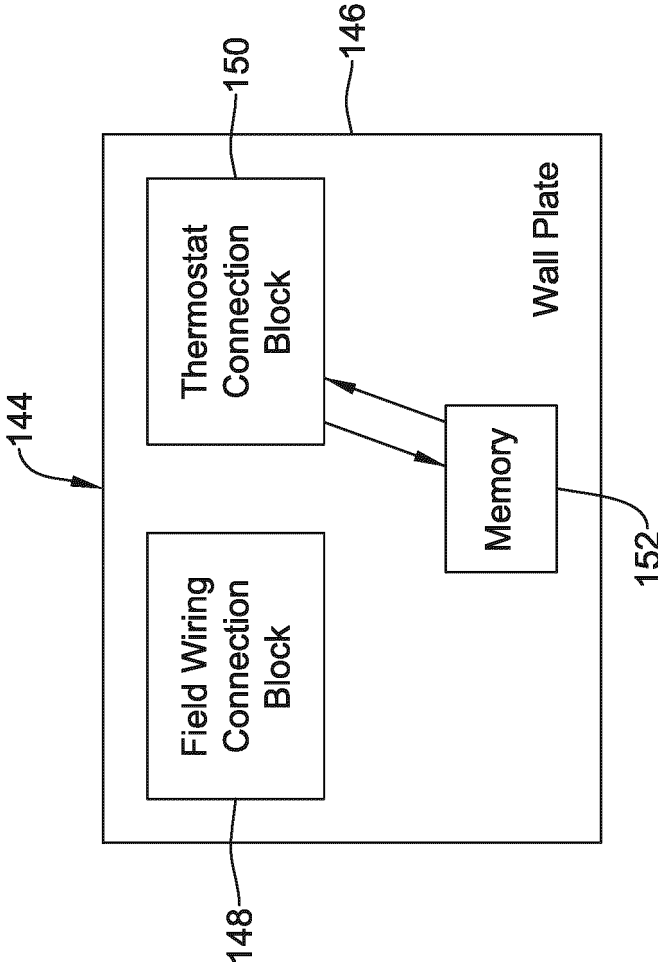 144
146
150
Field Wiring
Connection
Block
Thermostat
Connection
Block
148
Memory
Wall Plate
152